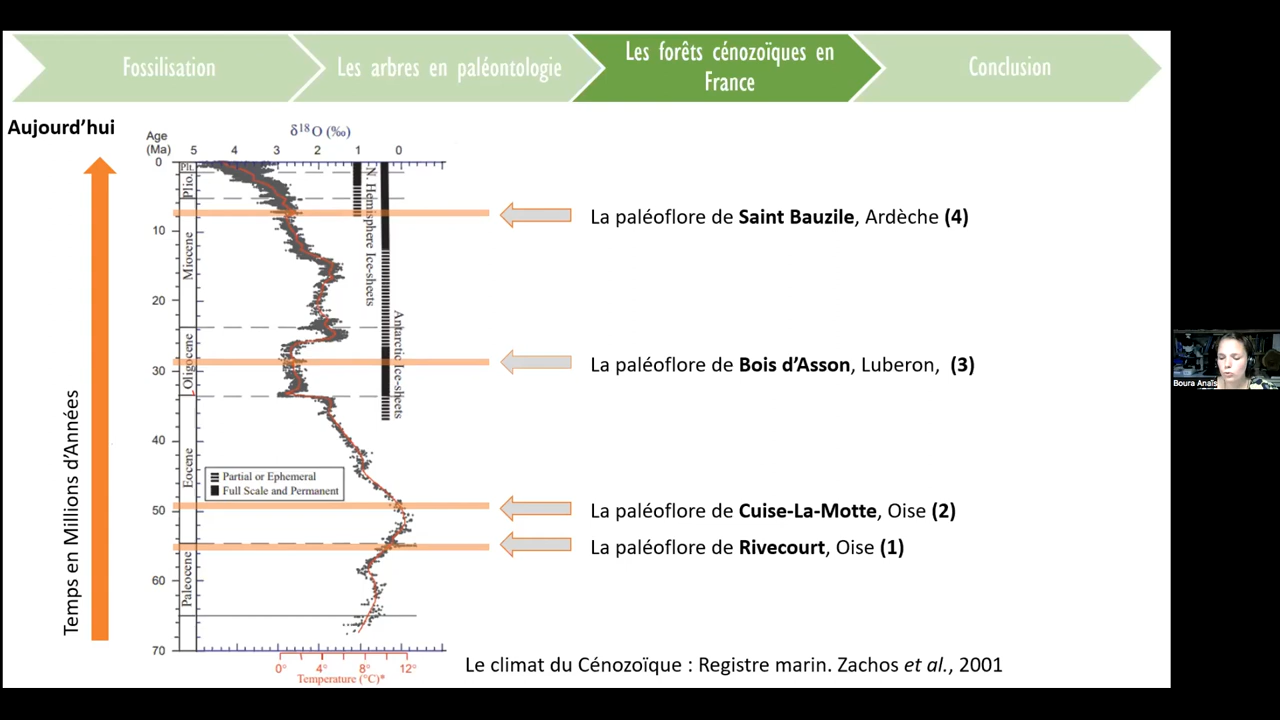 Fossilisation
Les arbres en paléontologie
Les forêts cénozoïques en
France
Conclusion
Aujourd’hui
δ18O (‰)
Age
(Ma)
5 4 3 2 1 0
0
10
20
30
40
50
60
70
Plt.
Plio.
Miocene
Oligocene
Eocene
Paleocene
N. Hemisphere Ice-sheets
Antarctic Ice-sheets
Partial or Ephemeral
Full Scale and Permanent
0° 4° 8° 12°
Temperature (°C)*
Temps en Millions d’Années
La paléoflore de Saint Bauzile, Ardèche (4)
La paléoflore de Bois d’Asson, Luberon, (3)
La paléoflore de Cuise-La-Motte, Oise (2)
La paléoflore de Rivecourt, Oise (1)
Le climat du Cénozoïque : Registre marin. Zachos et al., 2001
Boura Anaïs